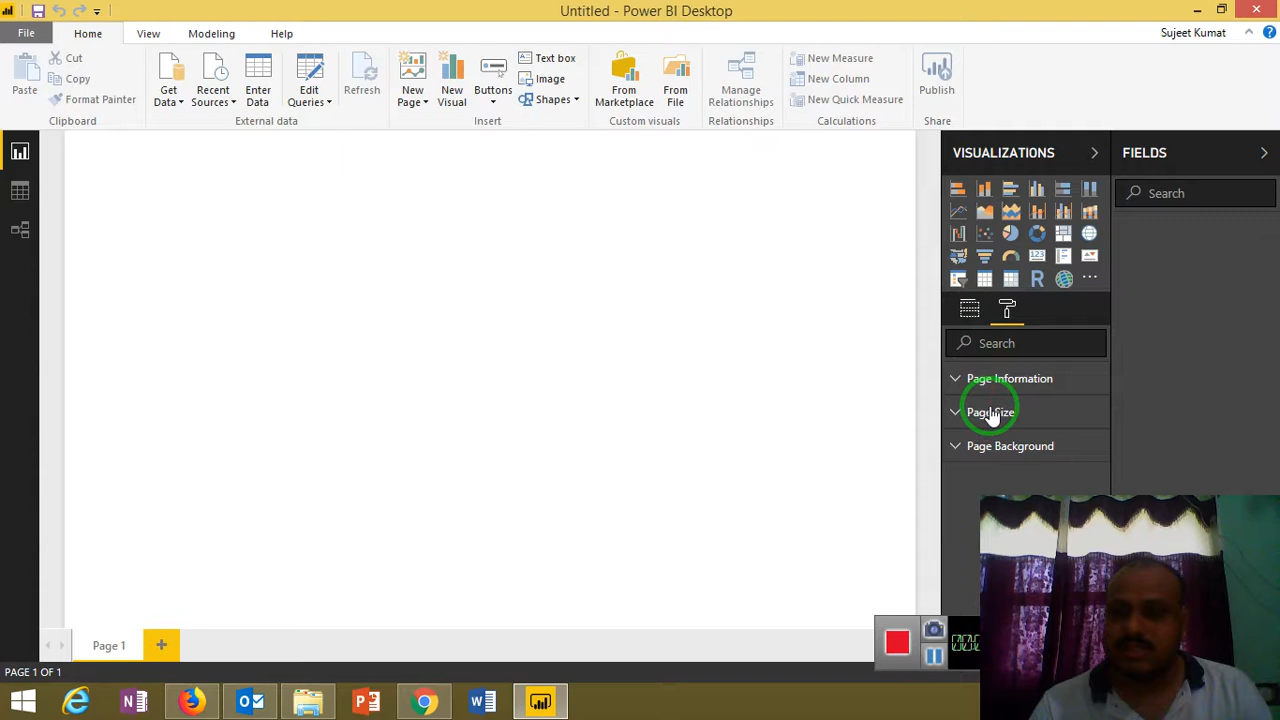 Untitled - Power BI Desktop
File
Home
View
Modeling
Help
Sujeet Kumat
Paste
Cut
Copy
Format Painter
Clipboard
Get Data
Recent Sources
Enter Data
Edit Queries
External data
Refresh
New Page
New Visual
Buttons
Text box
Image
Shapes
Insert
From Marketplace
From File
Custom visuals
Manage Relationships
Relationships
New Measure
New Column
New Quick Measure
Calculations
Publish
Share
VISUALIZATIONS
FIELDS
Search
123
R
Search
Page Information
Page Size
Page Background
Page 1
PAGE 1 OF 1